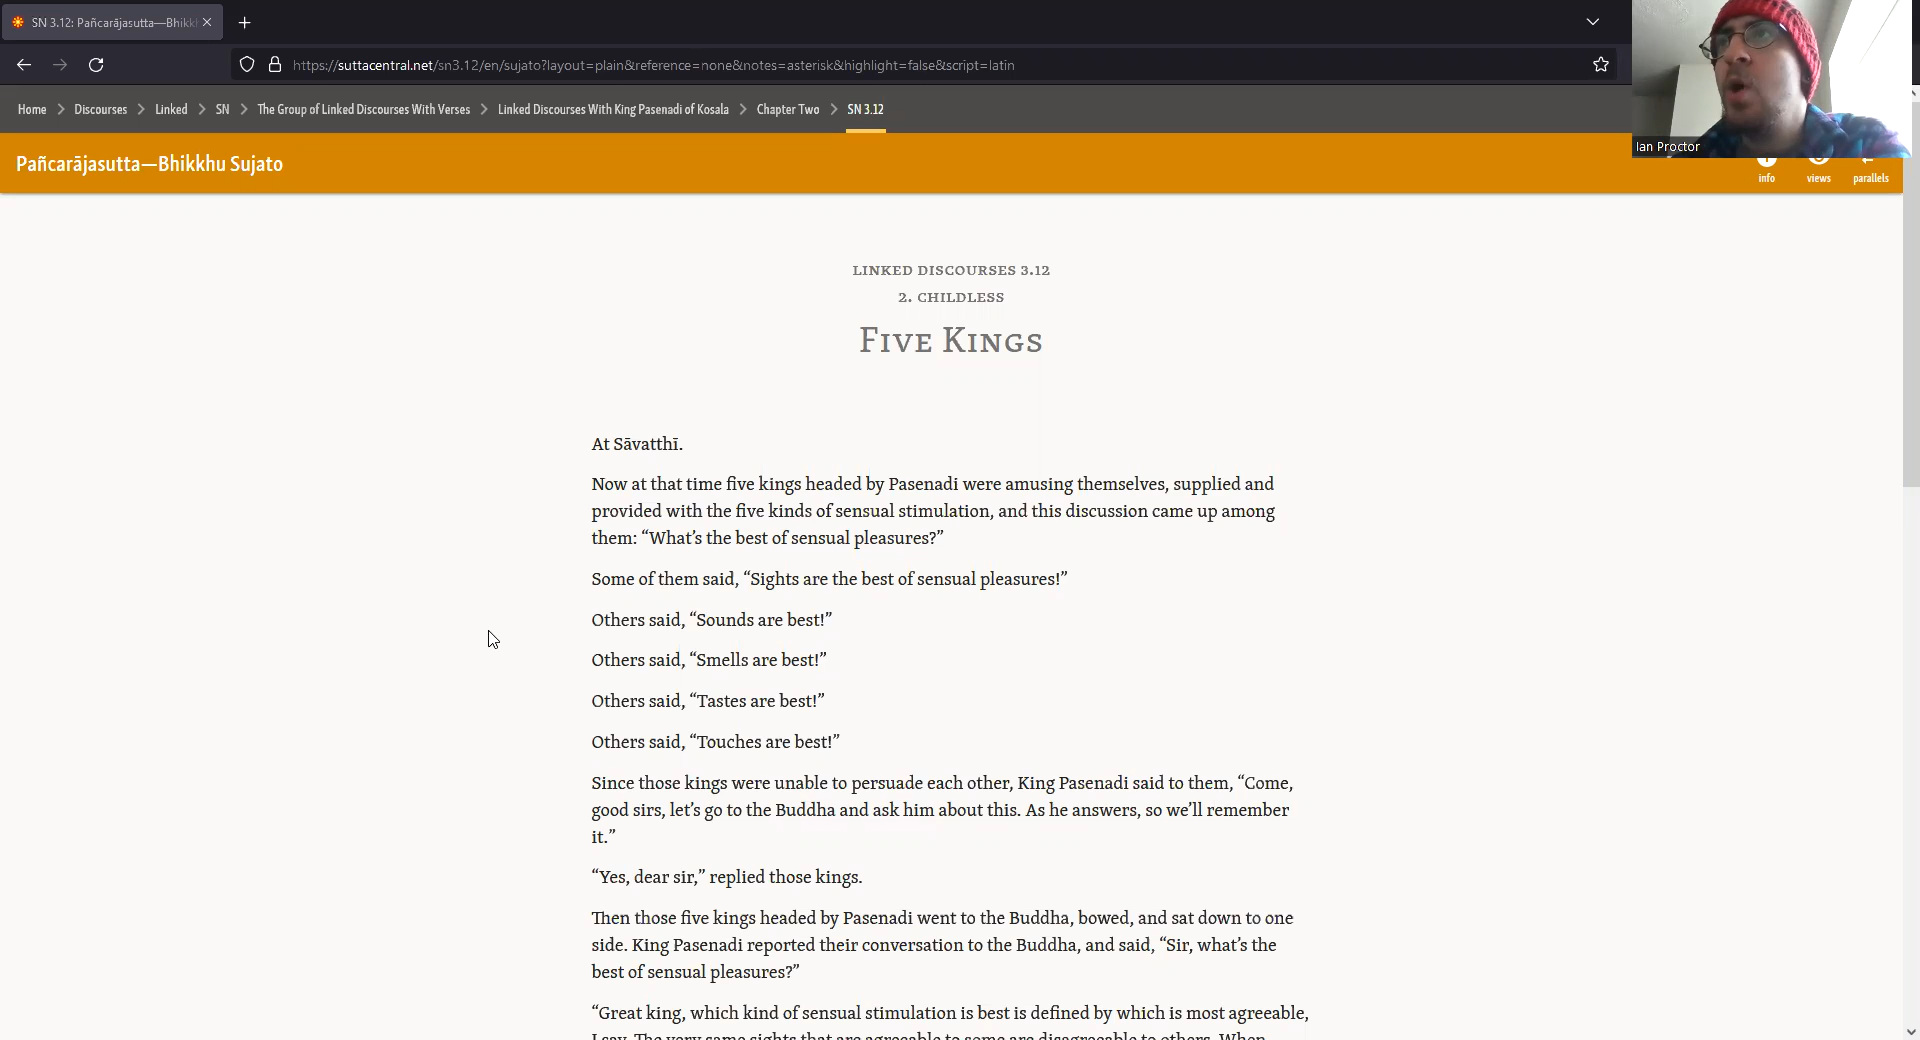 SN 3.12: Pañcarājasutta—Bhikkh
https://suttacentral.net/sn3.12/en/sujato?layout=plain&reference=none&notes=asterisk&highlight=false&script=latin
Home Discourses Linked SN The Group of Linked Discourses With Verses Linked Discourses With King Pasenadi of Kosala Chapter Two SN 3.12
Ian Proctor
Pañcarājasutta—Bhikkhu Sujato
info views parallels
LINKED DISCOURSES 3.12
2. CHILDLESS
FIVE KINGS
At Sāvatthī.
Now at that time five kings headed by Pasenadi were amusing themselves, supplied and
provided with the five kinds of sensual stimulation, and this discussion came up among
them: “What’s the best of sensual pleasures?”
Some of them said, “Sights are the best of sensual pleasures!”
Others said, “Sounds are best!”
Others said, “Smells are best!”
Others said, “Tastes are best!”
Others said, “Touches are best!”
Since those kings were unable to persuade each other, King Pasenadi said to them, “Come,
good sirs, let’s go to the Buddha and ask him about this. As he answers, so we’ll remember
it.”
“Yes, dear sir,” replied those kings.
Then those five kings headed by Pasenadi went to the Buddha, bowed, and sat down to one
side. King Pasenadi reported their conversation to the Buddha, and said, “Sir, what’s the
best of sensual pleasures?”
“Great king, which kind of sensual stimulation is best is defined by which is most agreeable,
I say. The very same sights that are agreeable to some are disagreeable to others. When